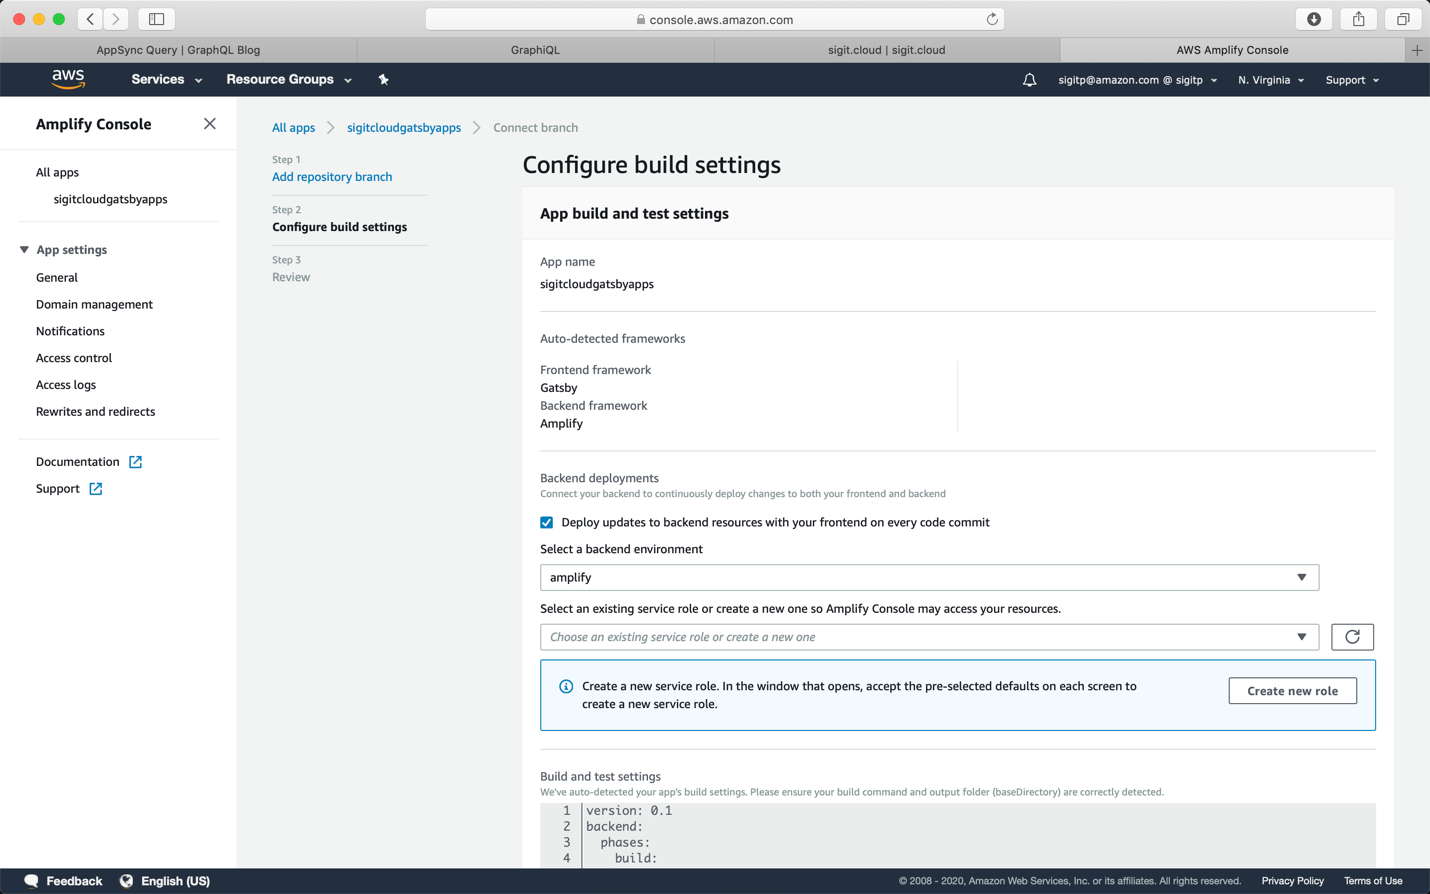 console.aws.amazon.com
AppSync Query | GraphQL Blog
GraphiQL
sigit.cloud | sigit.cloud
AWS Amplify Console
aws
Services
Resource Groups
sigitp@amazon.com @ sigitp
N. Virginia
Support
Amplify Console
All apps
sigitcloudgatsbyapps
App settings
General
Domain management
Notifications
Access control
Access logs
Rewrites and redirects
Documentation
Support
All apps
sigitcloudgatsbyapps
Connect branch
Step 1
Add repository branch
Step 2
Configure build settings
Step 3
Review
Configure build settings
App build and test settings
App name
sigitcloudgatsbyapps
Auto-detected frameworks
Frontend framework
Gatsby
Backend framework
Amplify
Backend deployments
Connect your backend to continuously deploy changes to both your frontend and backend
Deploy updates to backend resources with your frontend on every code commit
Select a backend environment
amplify
Select an existing service role or create a new one so Amplify Console may access your resources.
Choose an existing service role or create a new one
Create a new service role. In the window that opens, accept the pre-selected defaults on each screen to
create a new service role.
Create new role
Build and test settings
We've auto-detected your app's build settings. Please ensure your build command and output folder (baseDirectory) are correctly detected.
1 version: 0.1
2 backend:
3 phases:
4 build:
Feedback
English (US)
© 2008 - 2020, Amazon Web Services, Inc. or its affiliates. All rights reserved.
Privacy Policy
Terms of Use